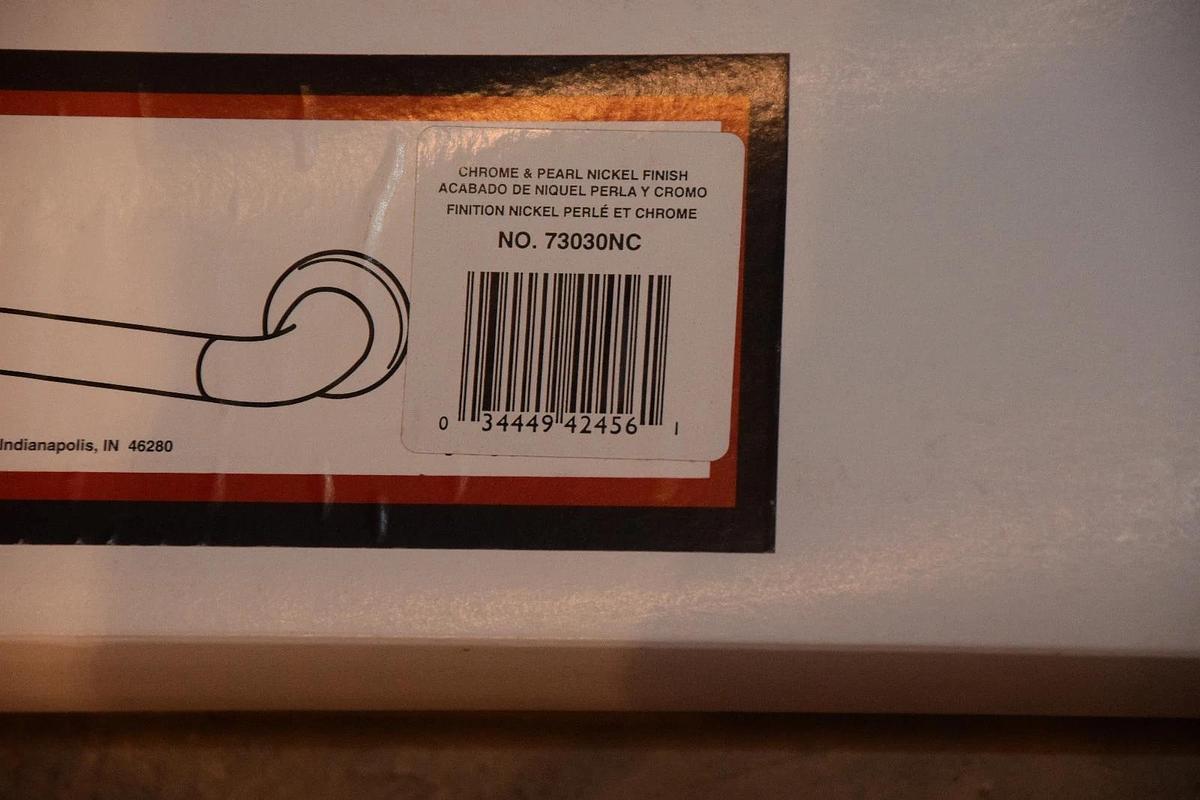 CHROME & PEARL NICKEL FINISH
ACABADO DE NIQUEL PERLA Y CROMO
FINITION NICKEL PERLÉ ET CHROME
NO. 73030NC
0 34449 42456 1
Indianapolis, IN 46280